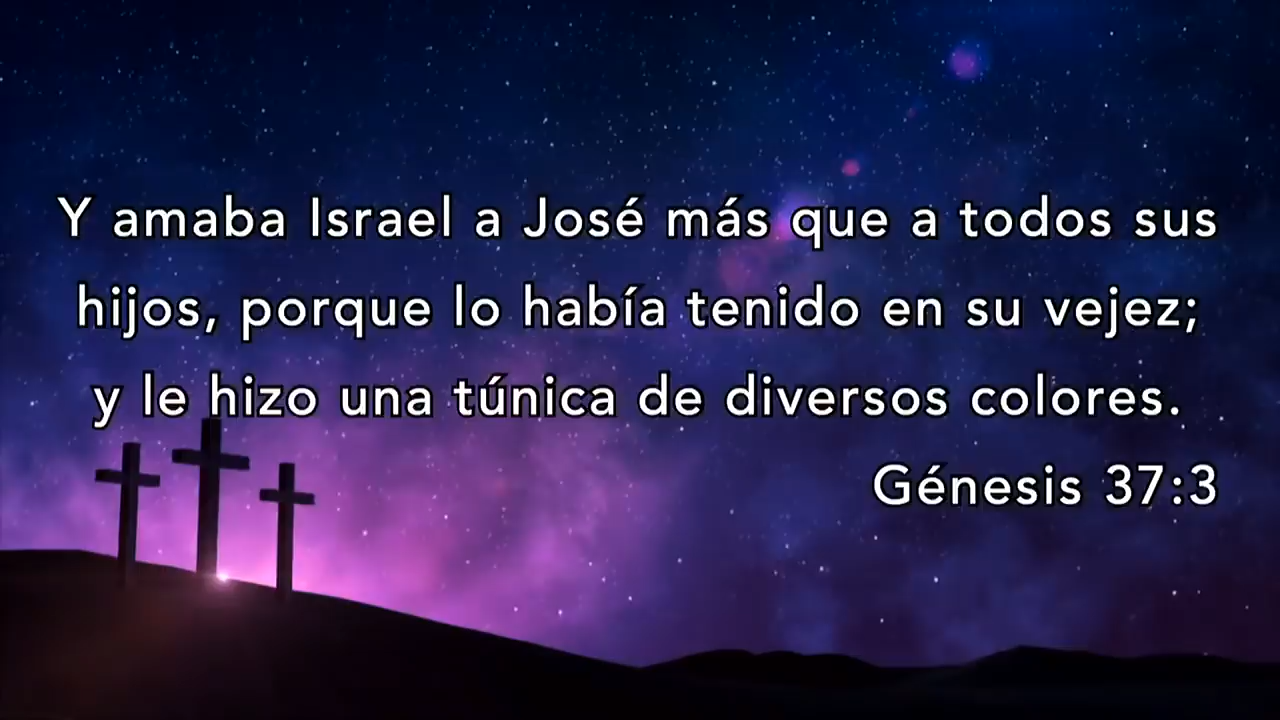 Y amaba Israel a José más que a todos sus
hijos, porque lo había tenido en su vejez;
y le hizo una túnica de diversos colores.
Génesis 37:3